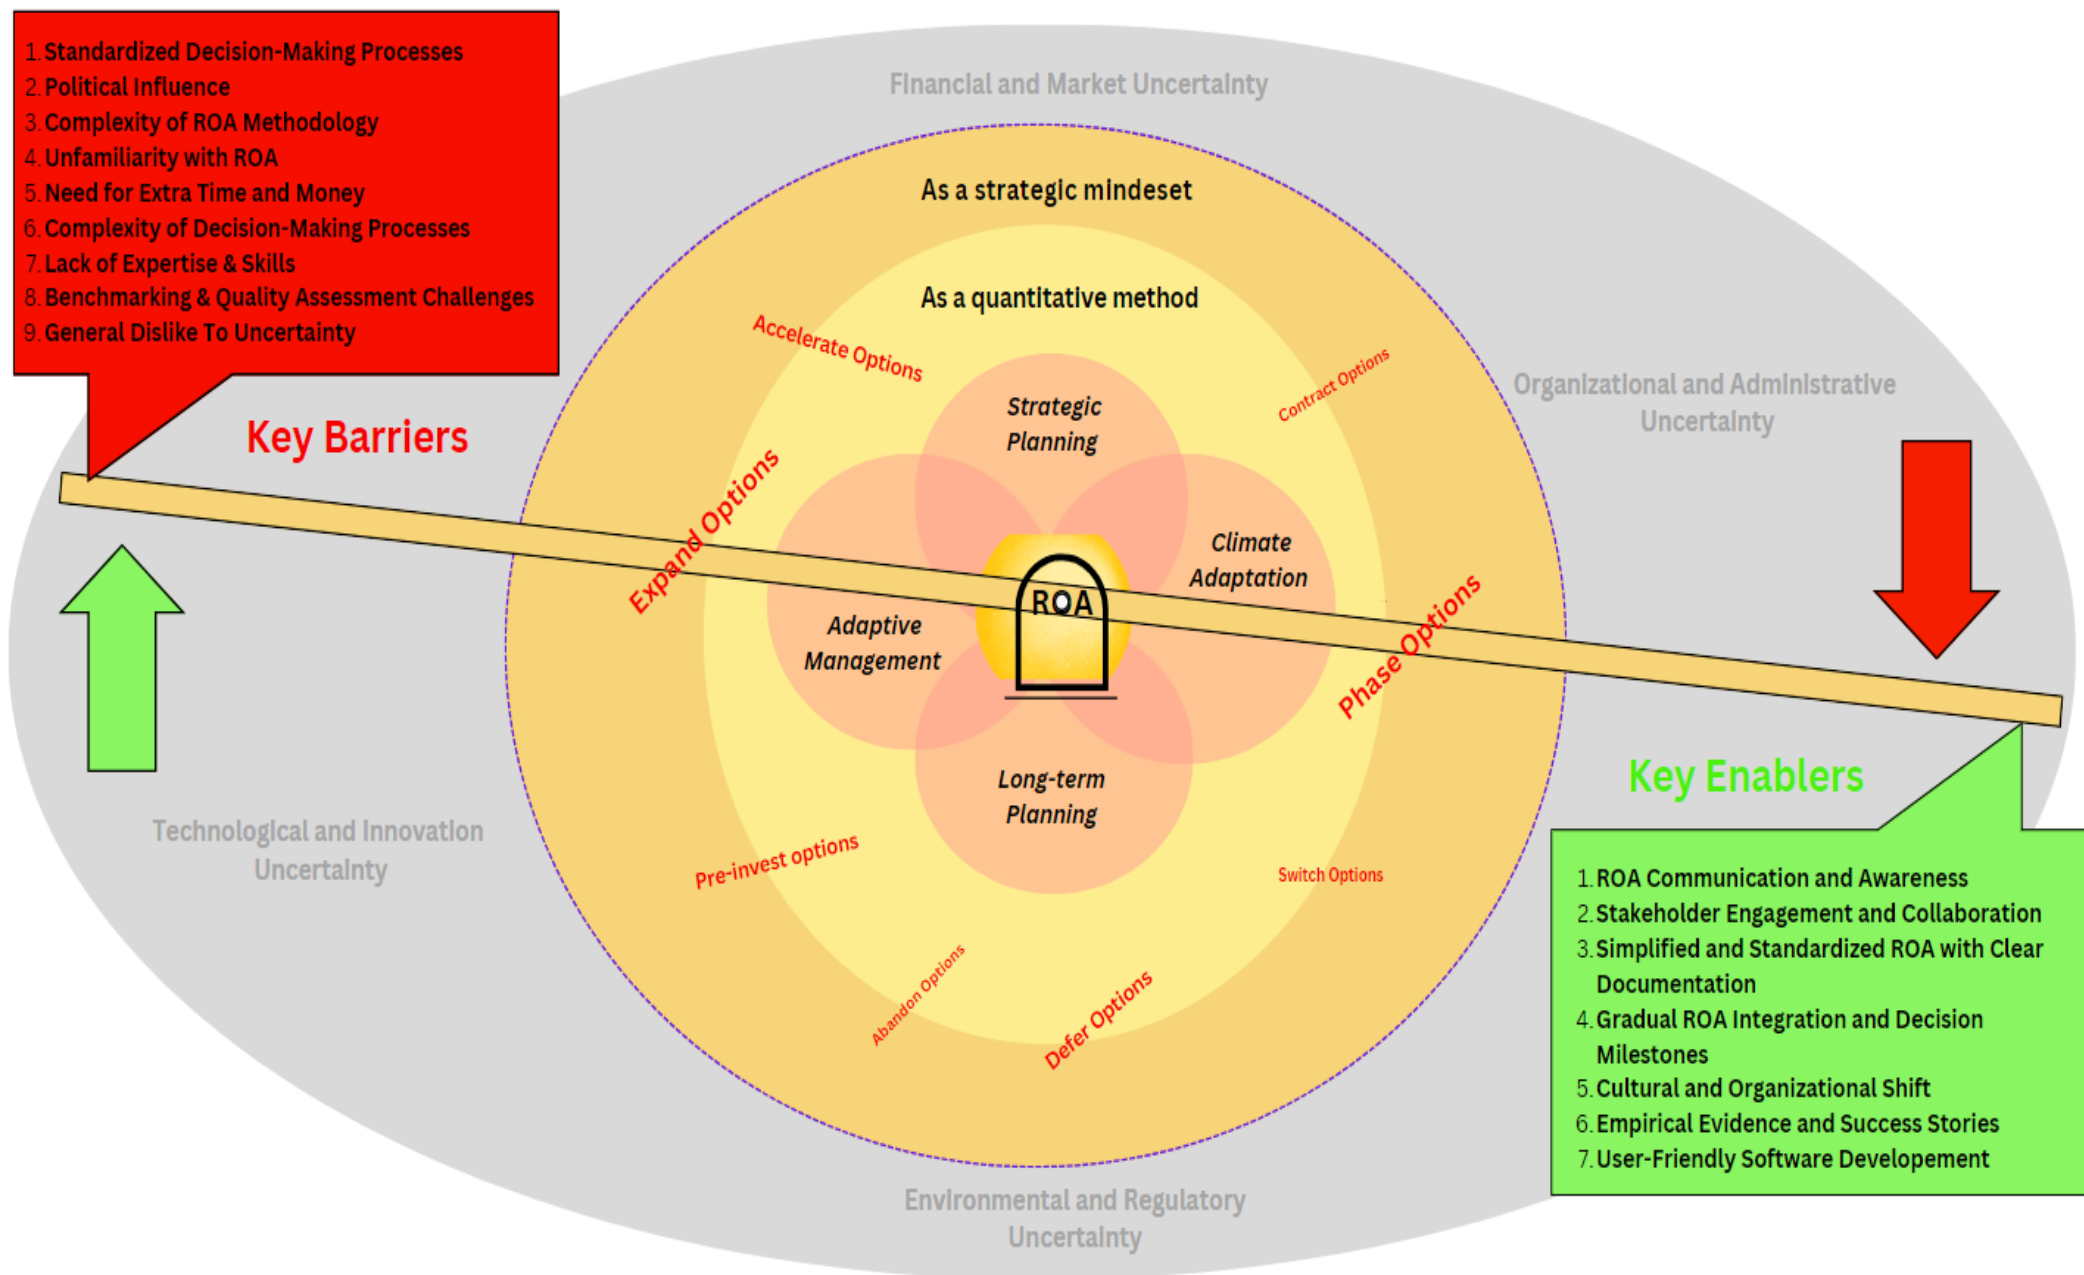 1. Standardized Decision-Making Processes
2. Political Influence
3. Complexity of ROA Methodology
4. Unfamiliarity with ROA
5. Need for Extra Time and Money
6. Complexity of Decision-Making Processes
7. Lack of Expertise & Skills
8. Benchmarking & Quality Assessment Challenges
9. General Dislike To Uncertainty
Key Barriers
Financial and Market Uncertainty
As a strategic mindeset
As a quantitative method
Accelerate Options
Contract Options
Organizational and Administrative
Uncertainty
Strategic
Planning
Expand Options
Climate
Adaptation
ROA
Adaptive
Management
Phase Options
Long-term
Planning
Technological and Innovation
Uncertainty
Pre-invest options
Switch Options
Abandon Options
Defer Options
Key Enablers
1. ROA Communication and Awareness
2. Stakeholder Engagement and Collaboration
3. Simplified and Standardized ROA with Clear
Documentation
4. Gradual ROA Integration and Decision
Milestones
5. Cultural and Organizational Shift
6. Empirical Evidence and Success Stories
7. User-Friendly Software Developement
Environmental and Regulatory
Uncertainty